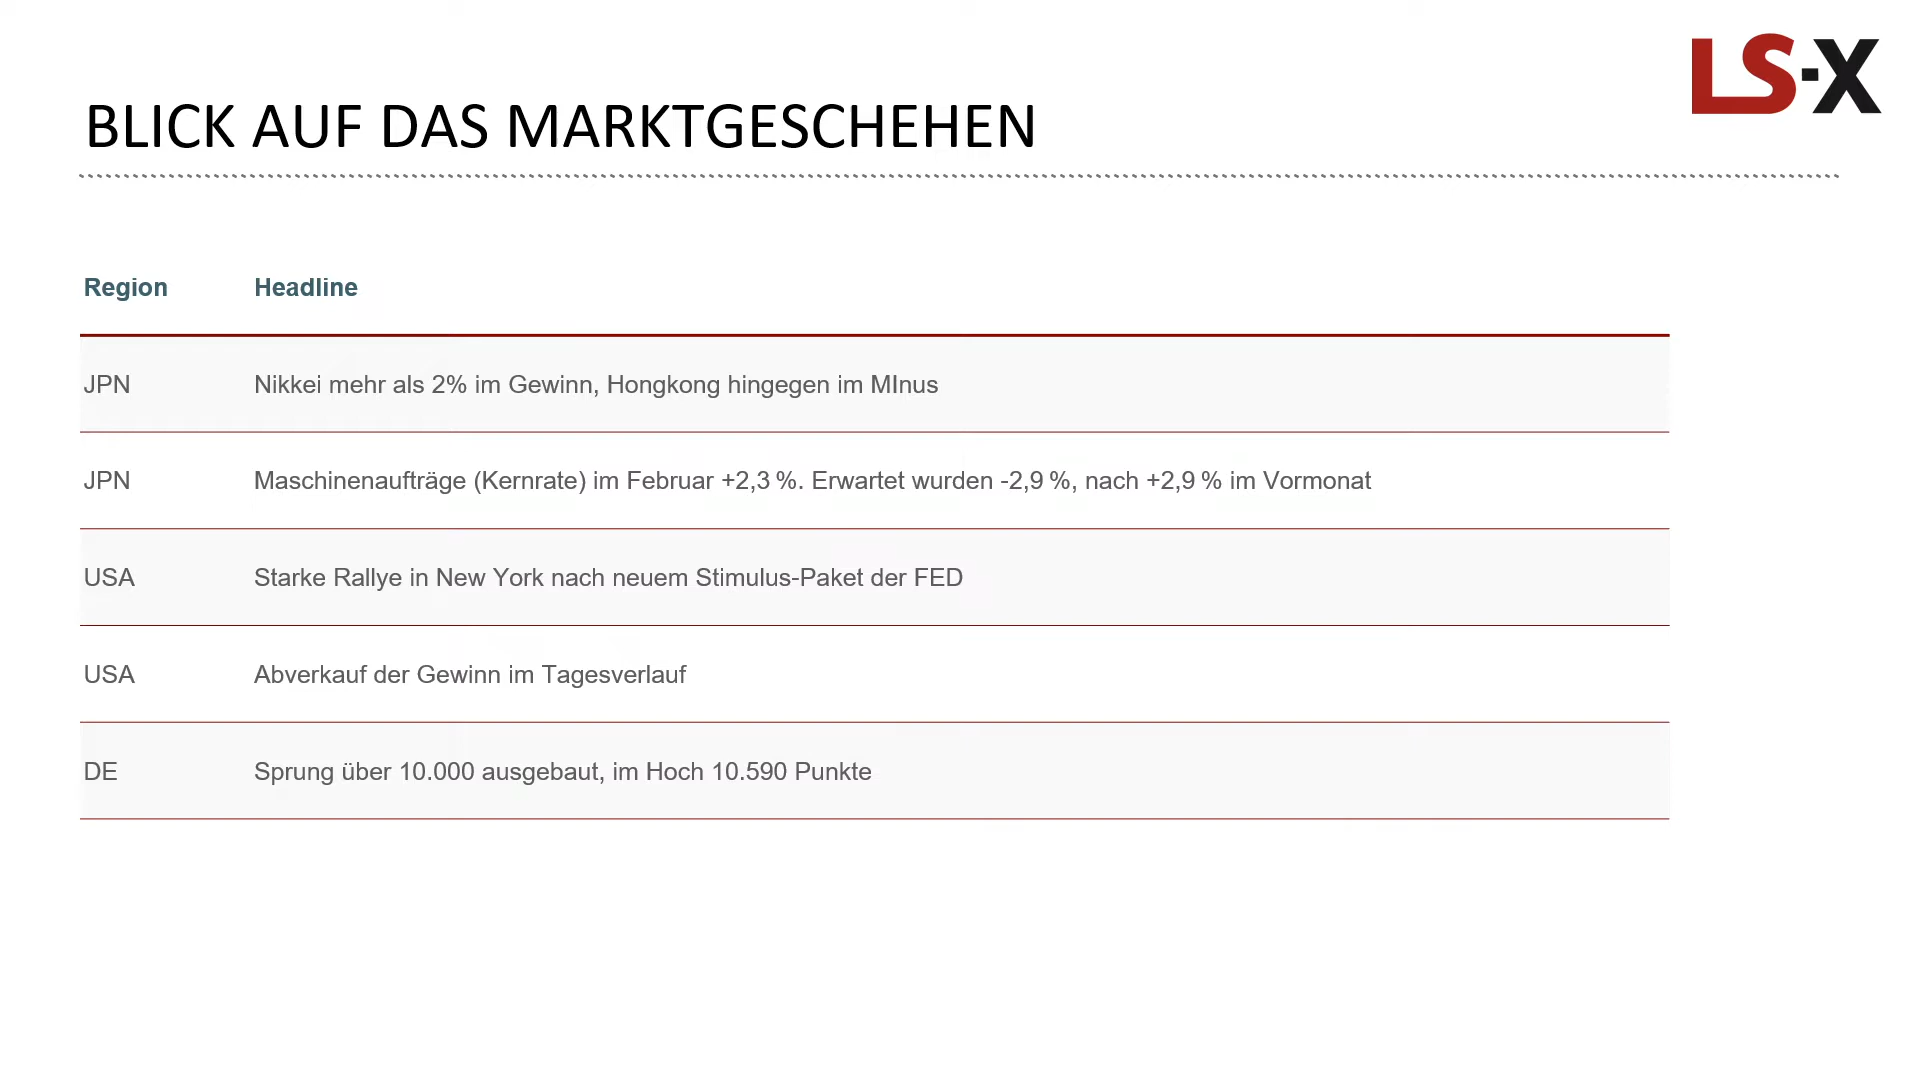 LS-X
BLICK AUF DAS MARKTGESCHEHEN
Region Headline
JPN Nikkei mehr als 2% im Gewinn, Hongkong hingegen im MInus
JPN Maschinenaufträge (Kernrate) im Februar +2,3 %. Erwartet wurden -2,9 %, nach +2,9 % im Vormonat
USA Starke Rallye in New York nach neuem Stimulus-Paket der FED
USA Abverkauf der Gewinn im Tagesverlauf
DE Sprung über 10.000 ausgebaut, im Hoch 10.590 Punkte